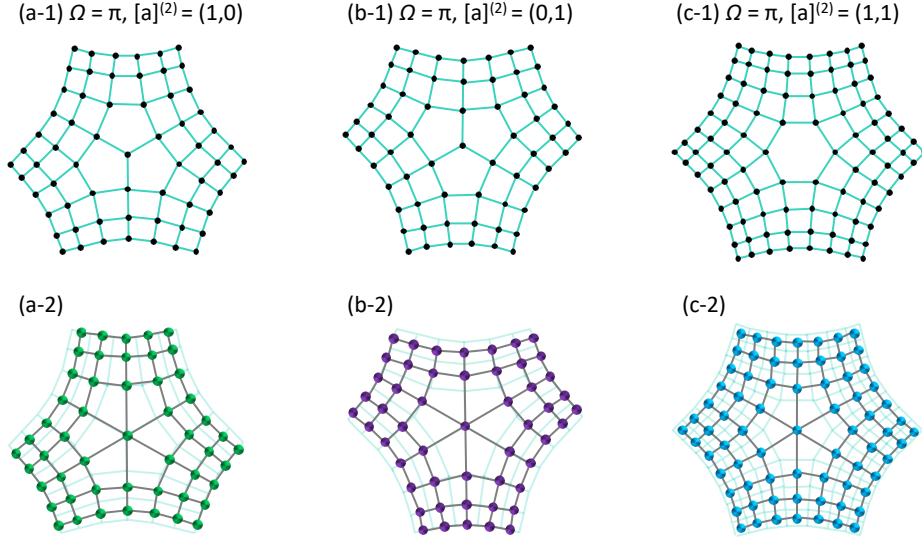 (a-1) Ω = π, [a]⁽²⁾ = (1,0)
(b-1) Ω = π, [a]⁽²⁾ = (0,1)
(c-1) Ω = π, [a]⁽²⁾ = (1,1)
(a-2)
(b-2)
(c-2)